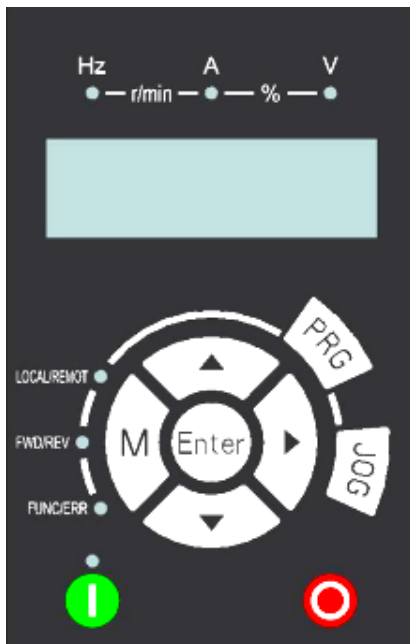 Hz A V
r/min %
PRG
LOCAL/REMOT
M Enter
JOG
FWD/REV
FUNC/ERR